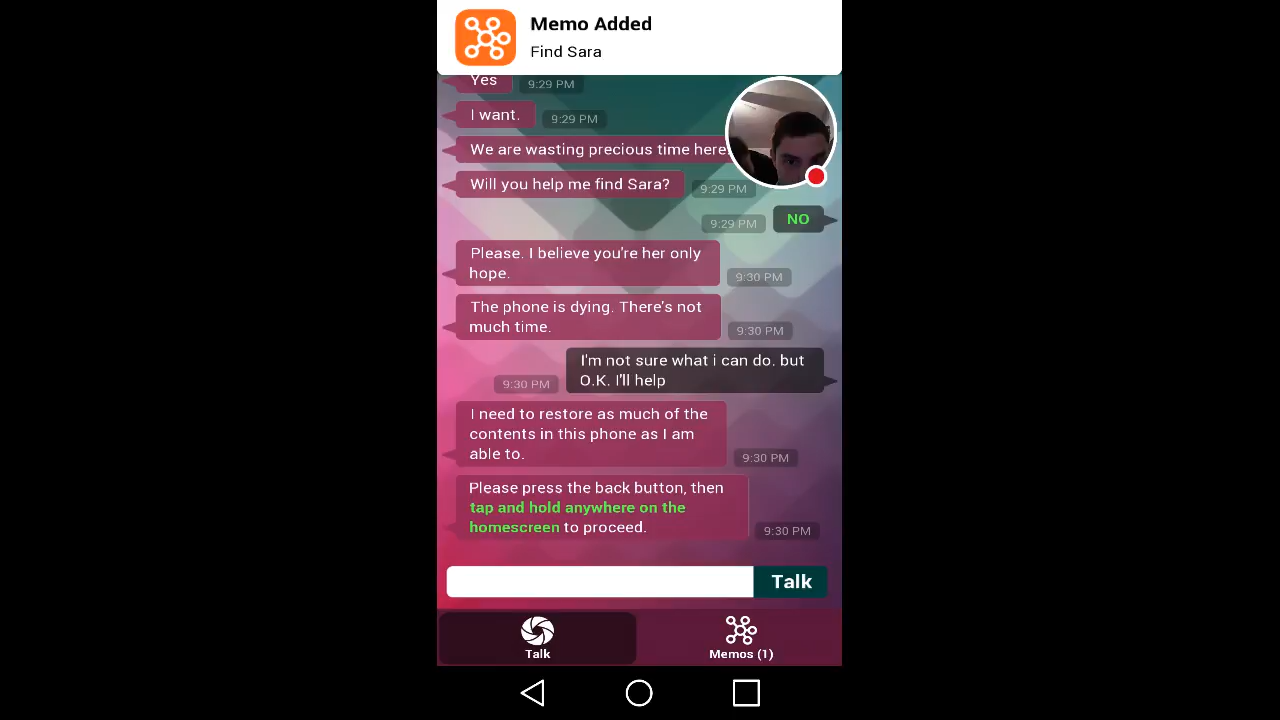 Memo Added
Find Sara
Yes
9:29 PM
I want.
9:29 PM
We are wasting precious time here
Will you help me find Sara?
9:29 PM
9:29 PM
NO
Please. I believe you're her only
hope.
9:30 PM
The phone is dying. There's not
much time.
9:30 PM
I'm not sure what i can do. but
O.K. I'll help
9:30 PM
I need to restore as much of the
contents in this phone as I am
able to.
9:30 PM
Please press the back button, then
tap and hold anywhere on the
homescreen to proceed.
9:30 PM
Talk
Talk
Memos (1)